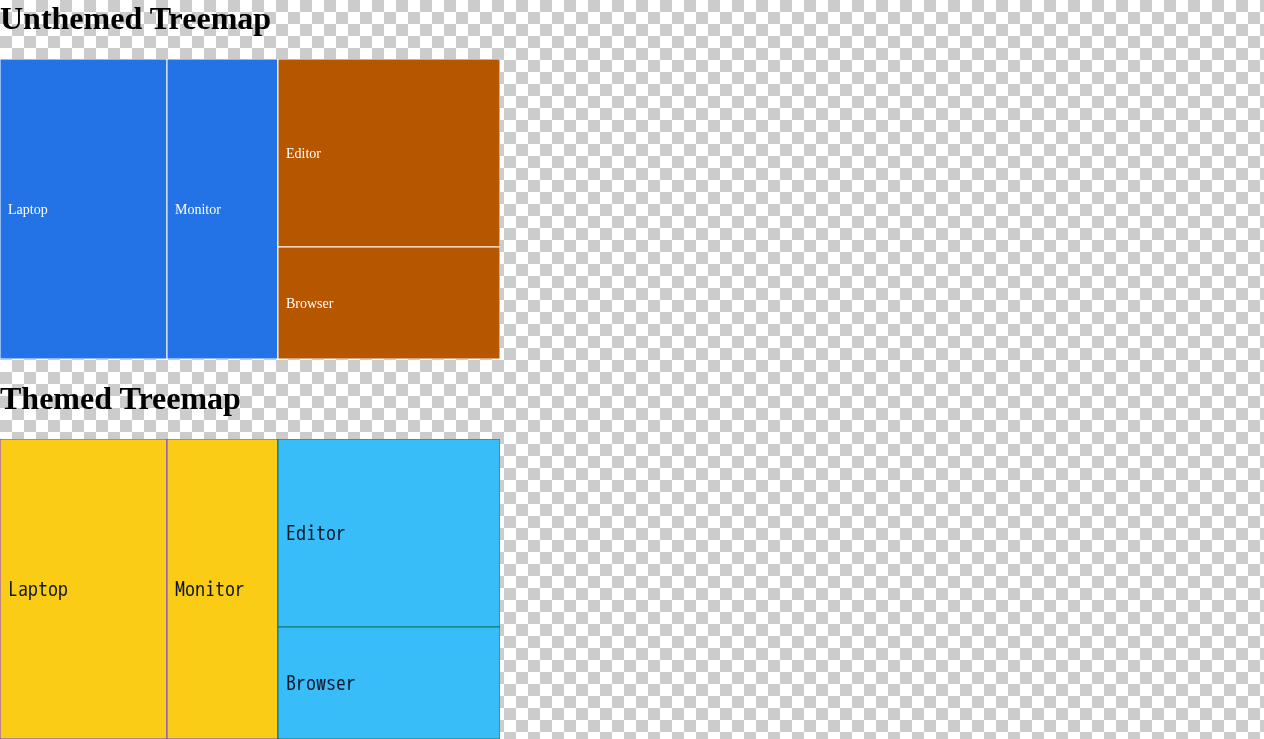 Unthemed Treemap
Editor
Laptop
Monitor
Browser
Themed Treemap
Editor
Laptop
Monitor
Browser